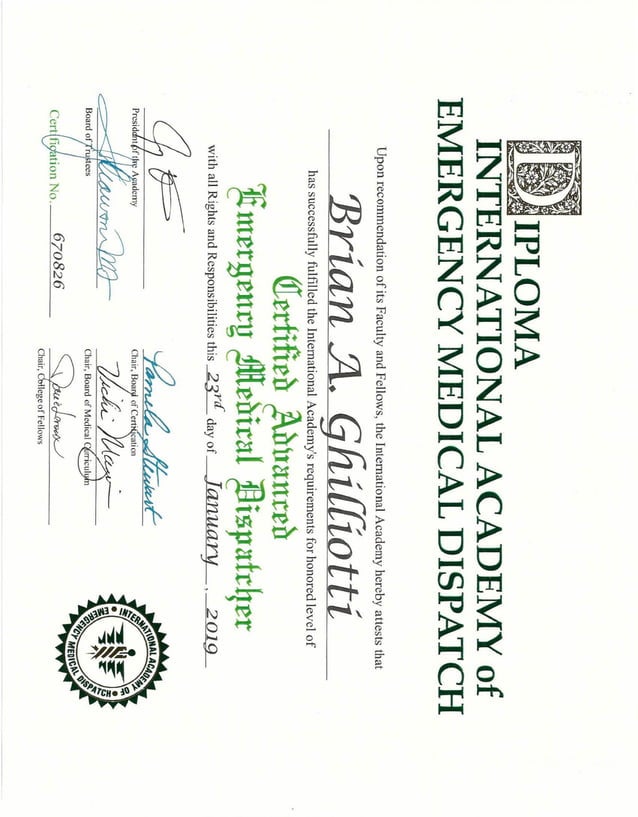 DIPLOMA
INTERNATIONAL ACADEMY of
EMERGENCY MEDICAL DISPATCH
Upon recommendation of its Faculty and Fellows, the International Academy hereby attests that
Brian A. Ghilliotti
has successfully fulfilled the International Academy's requirements for honored level of
Certified Advanced
Emergency Medical Dispatcher
with all Rights and Responsibilities this 23rd day of January, 2019
President of the Academy
Board of Trustees
Certification No. 670826
Pamela Stewart
Chair, Board of Certification
Chair, Board of Medical Curriculum
Chair, College of Fellows
INTERNATIONAL ACADEMY OF
EMERGENCY MEDICAL DISPATCH